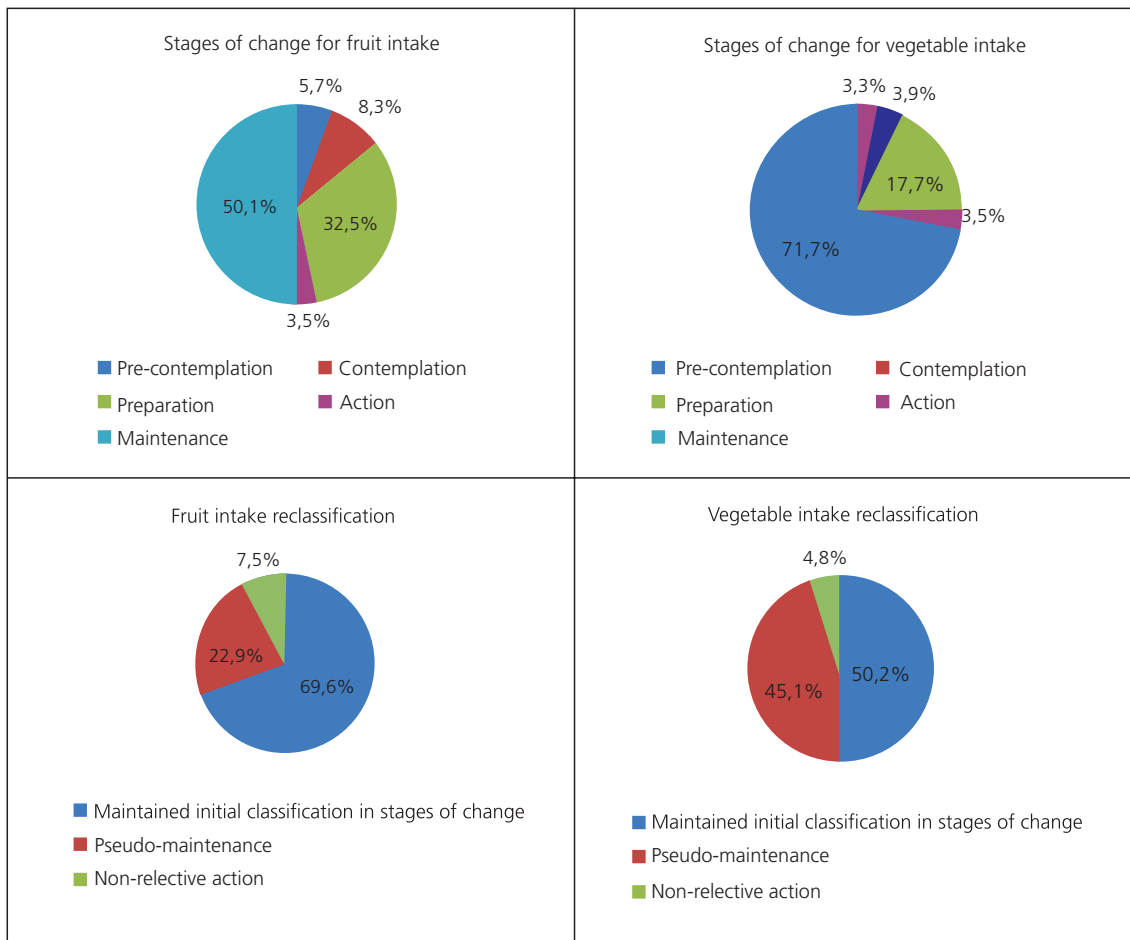 Stages of change for fruit intake
5,7%
8,3%
50,1%
32,5%
3,5%
Pre-contemplation
Contemplation
Preparation
Action
Maintenance
Stages of change for vegetable intake
3,3%
3,9%
17,7%
3,5%
71,7%
Pre-contemplation
Contemplation
Preparation
Action
Maintenance
Fruit intake reclassification
7,5%
22,9%
69,6%
Maintained initial classification in stages of change
Pseudo-maintenance
Non-relective action
Vegetable intake reclassification
4,8%
45,1%
50,2%
Maintained initial classification in stages of change
Pseudo-maintenance
Non-relective action